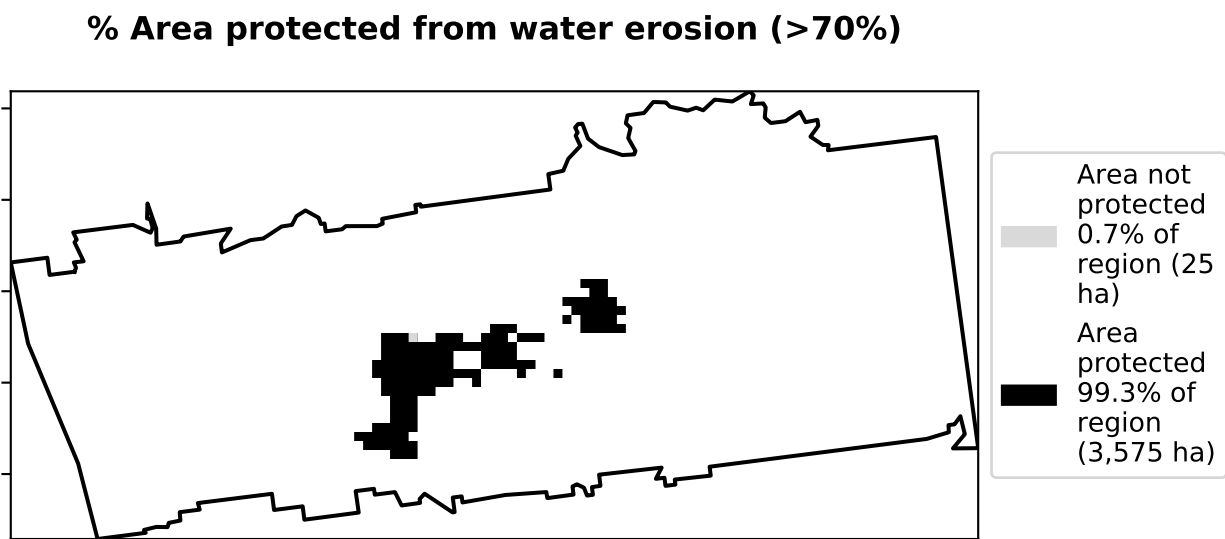 % Area protected from water erosion (>70%)
Area not
protected
0.7% of
region (25
ha)
Area
protected
99.3% of
region
(3,575 ha)